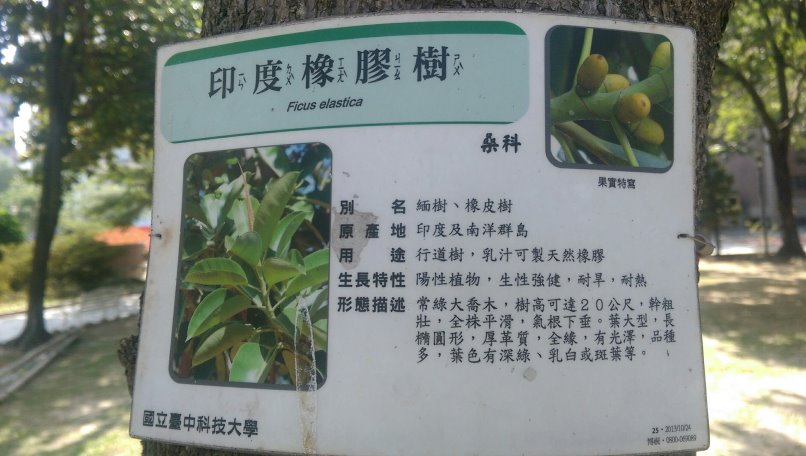 印度橡膠樹
Ficus elastica
桑科
果實特寫
別名 緬樹、橡皮樹
原產地 印度及南洋群島
用途 行道樹，乳汁可製天然橡膠
生長特性 陽性植物，生性強健，耐旱，耐熱
形態描述 常綠大喬木，樹高可達20公尺，幹粗
壯，全株平滑，氣根下垂。葉大型，長
橢圓形，厚革質，全緣，有光澤，品種
多，葉色有深綠、乳白或斑葉等。
國立臺中科技大學
25・2013/10/24
0800-069089